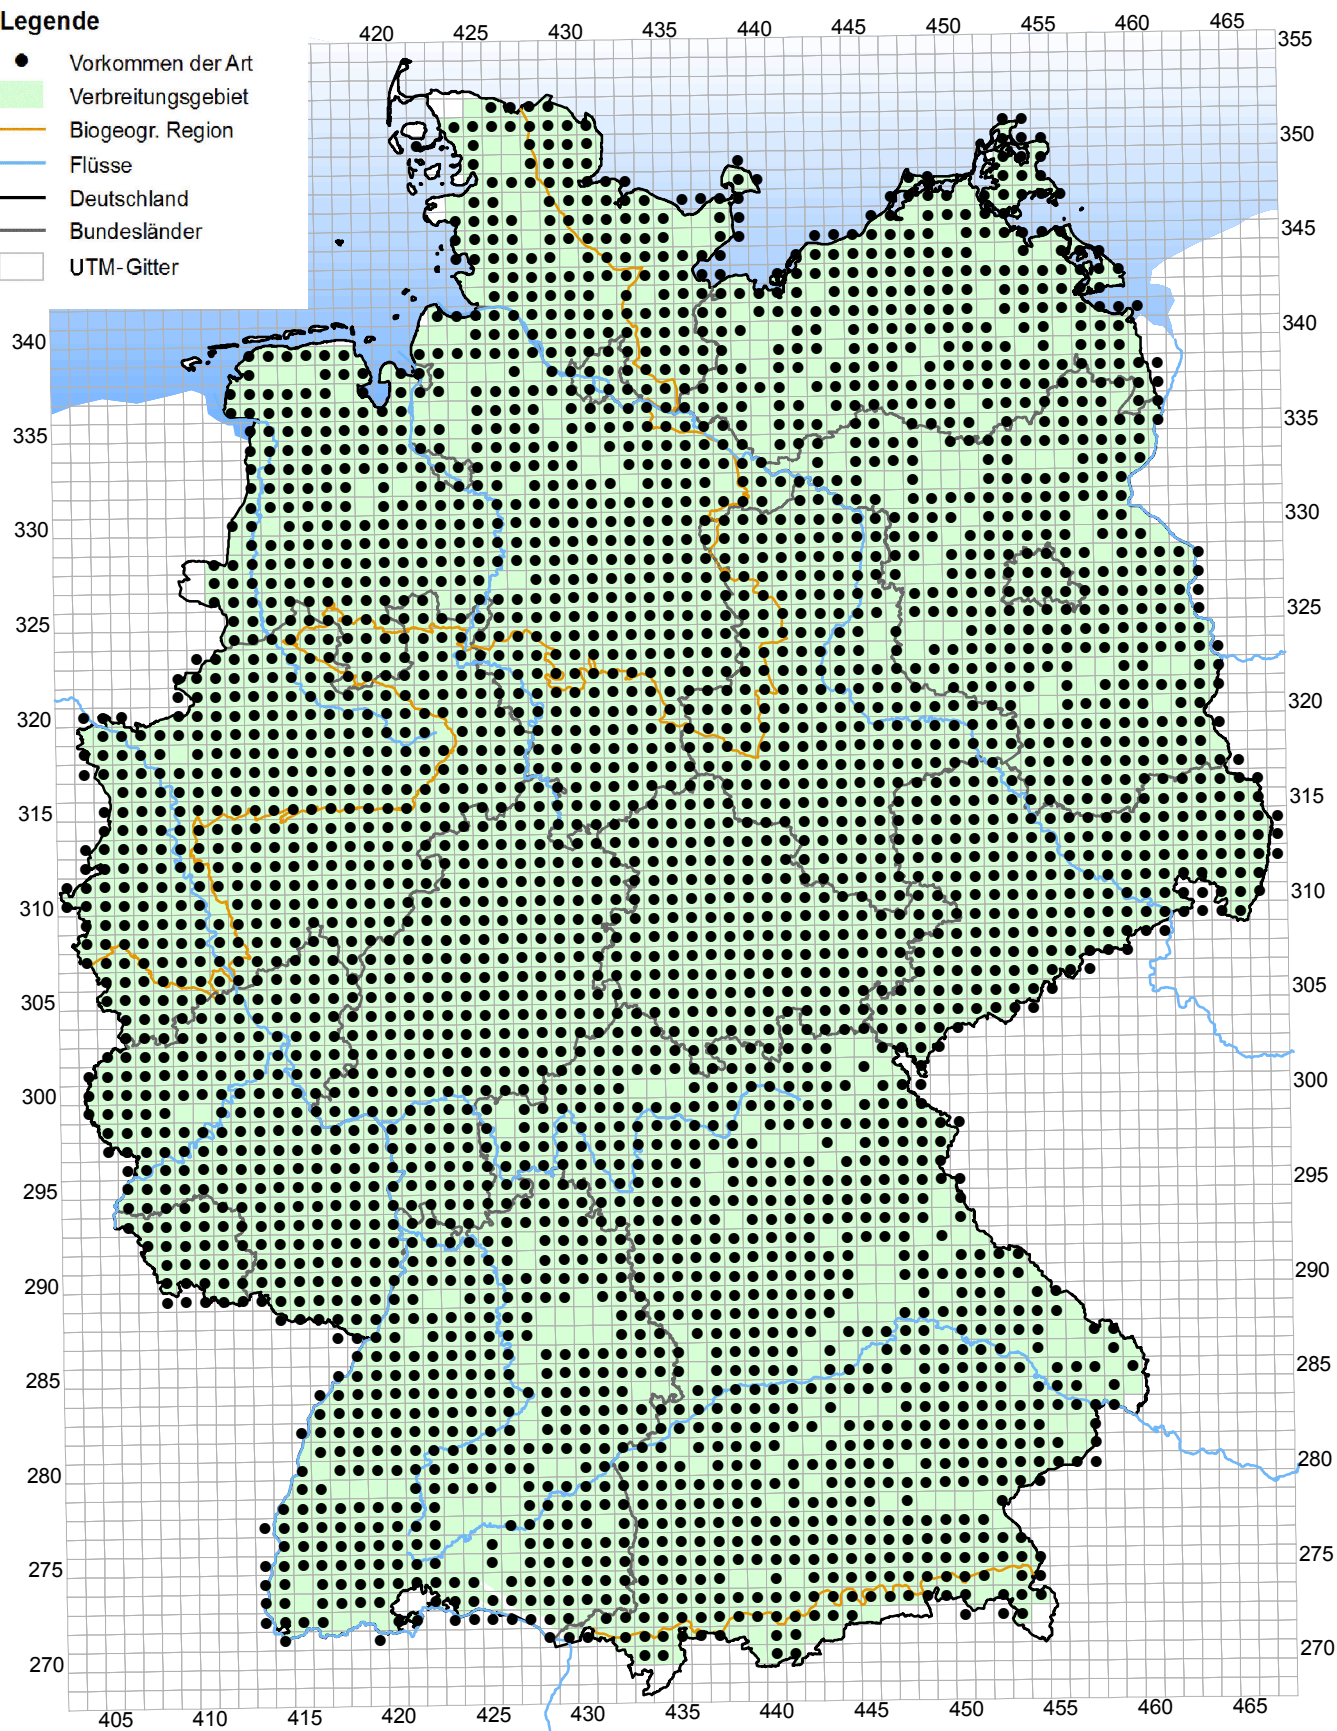 Legende
Vorkommen der Art
Verbreitungsgebiet
Biogeogr. Region
Flüsse
Deutschland
Bundesländer
UTM-Gitter
420 425 430 435 440 445 450 455 460 465
355
350
345
340 340
335 335
330 330
325 325
320 320
315 315
310 310
305 305
300 300
295 295
290 290
285 285
280 280
275 275
270 270
405 410 415 420 425 430 435 440 445 450 455 460 465